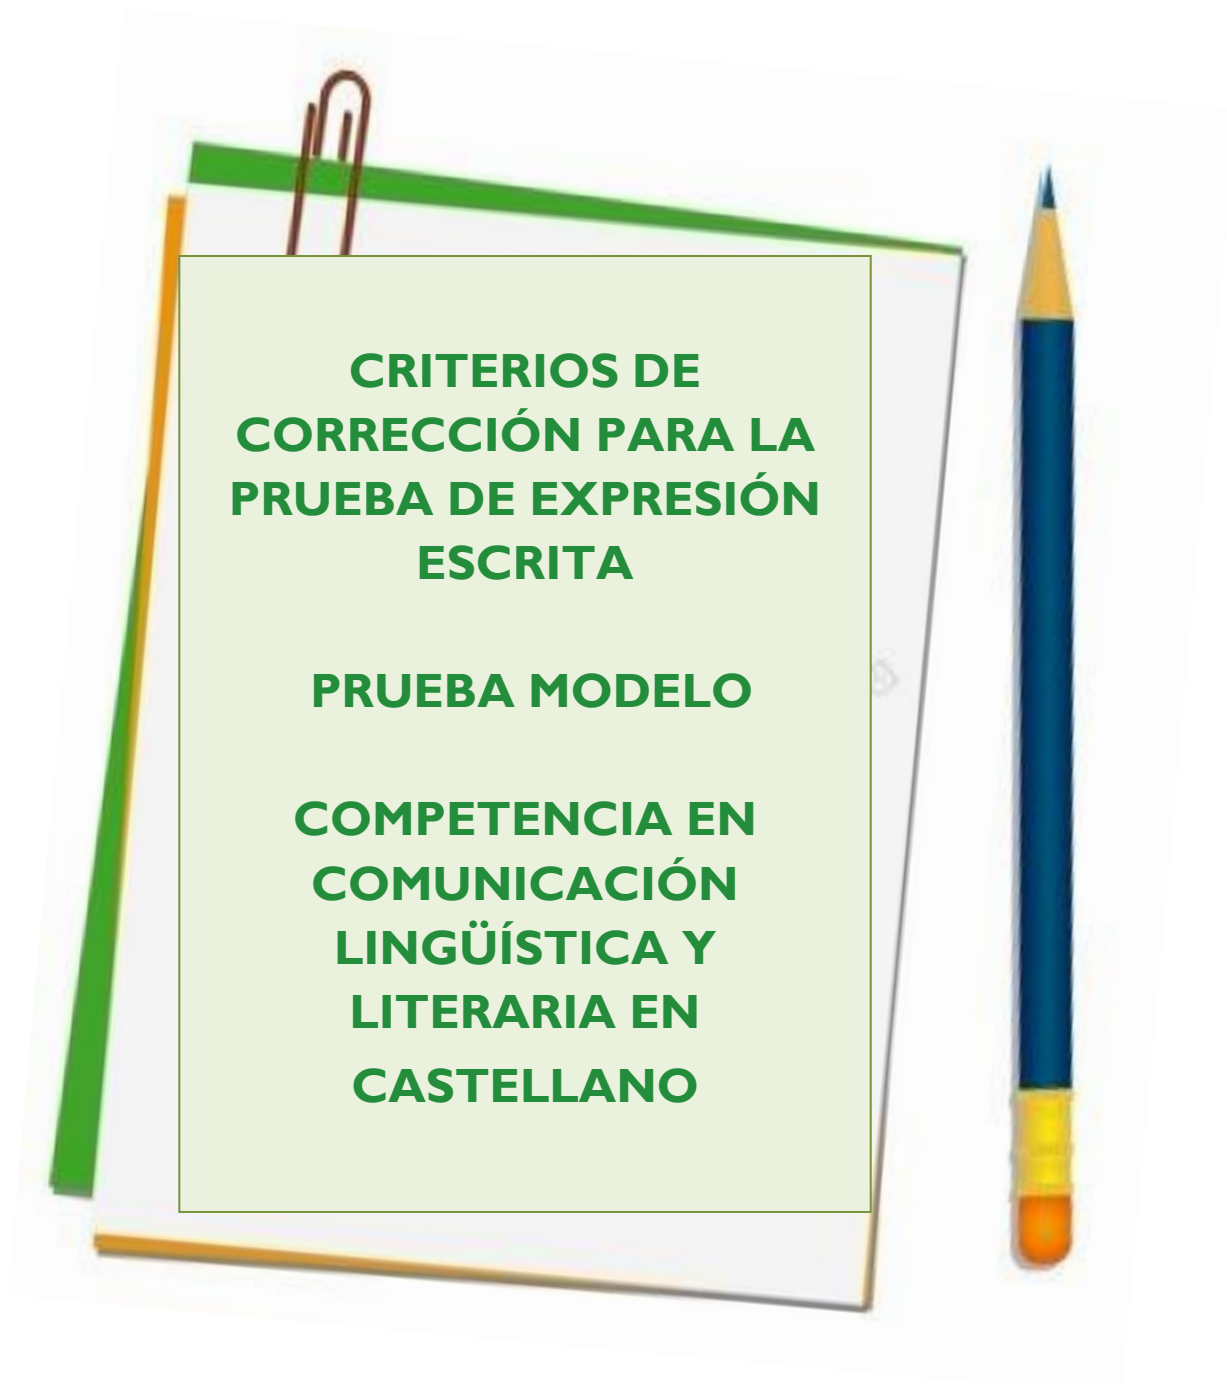 CRITERIOS DE
CORRECCIÓN PARA LA
PRUEBA DE EXPRESIÓN
ESCRITA
PRUEBA MODELO
COMPETENCIA EN
COMUNICACIÓN
LINGÜÍSTICA Y
LITERARIA EN
CASTELLANO